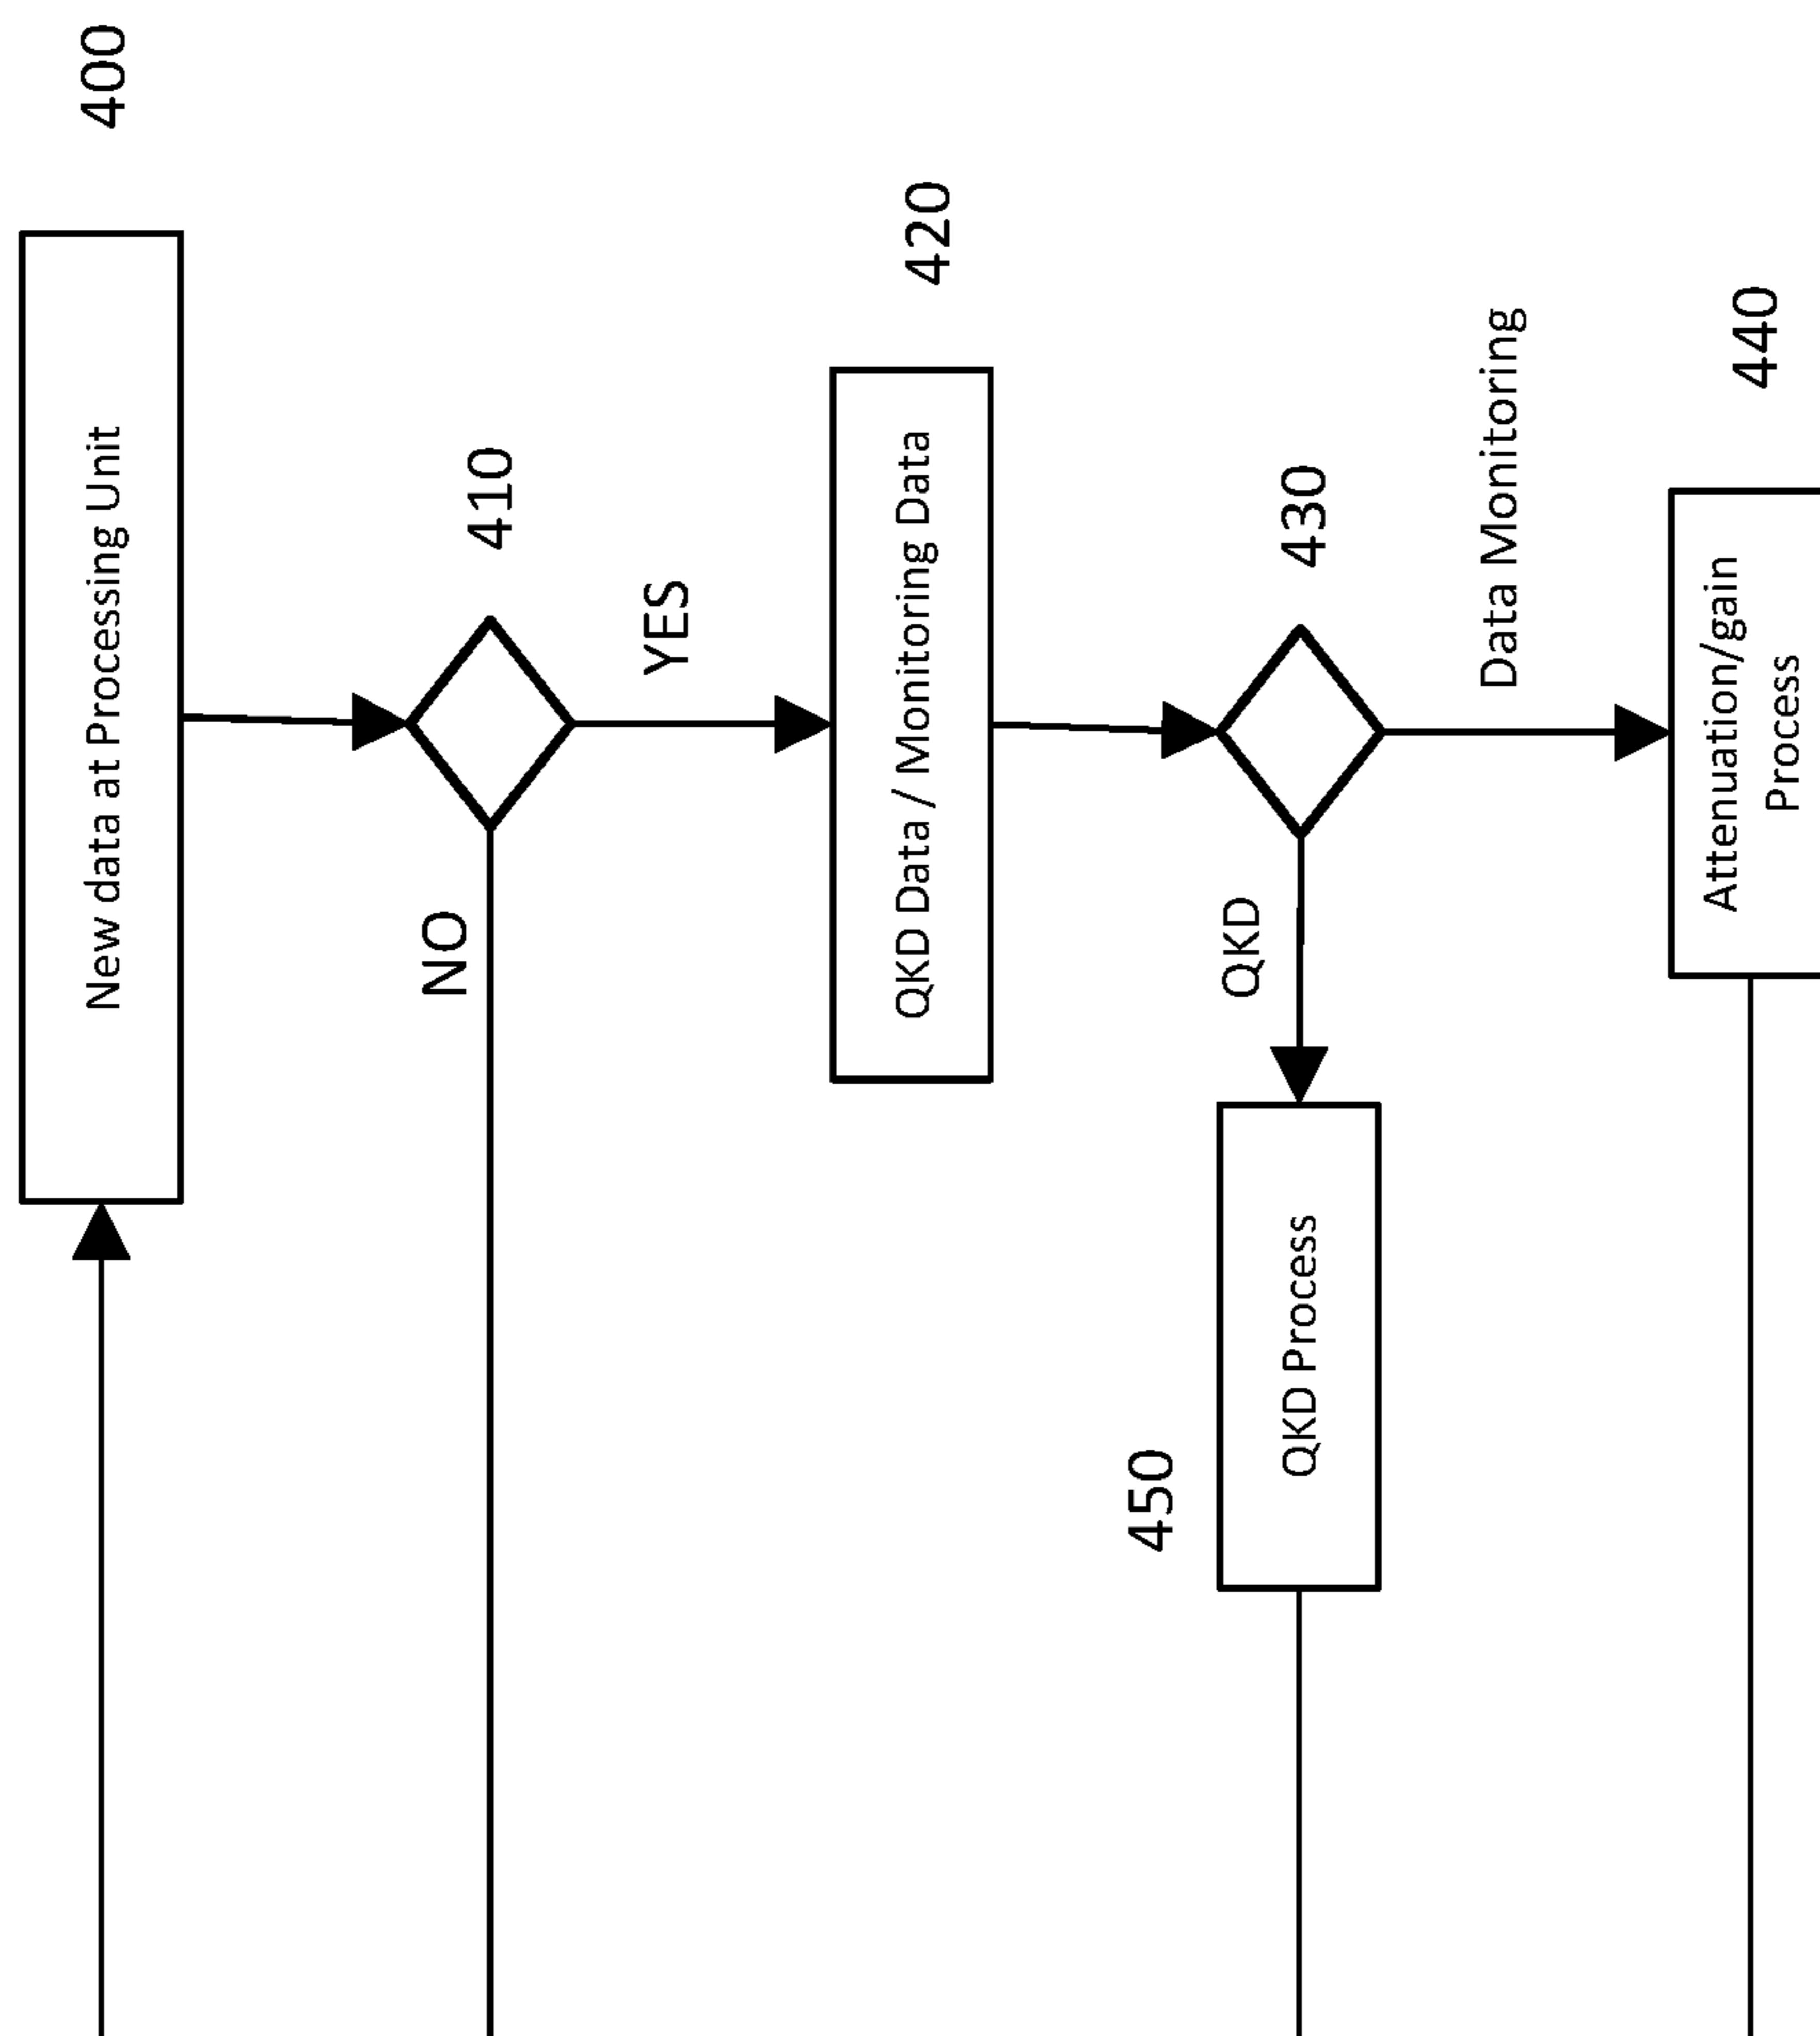 New data at Processing Unit
400
410
NO
YES
QKD Data / Monitoring Data
420
430
QKD
Data Monitoring
450
QKD Process
Attenuation/gain
Process
440